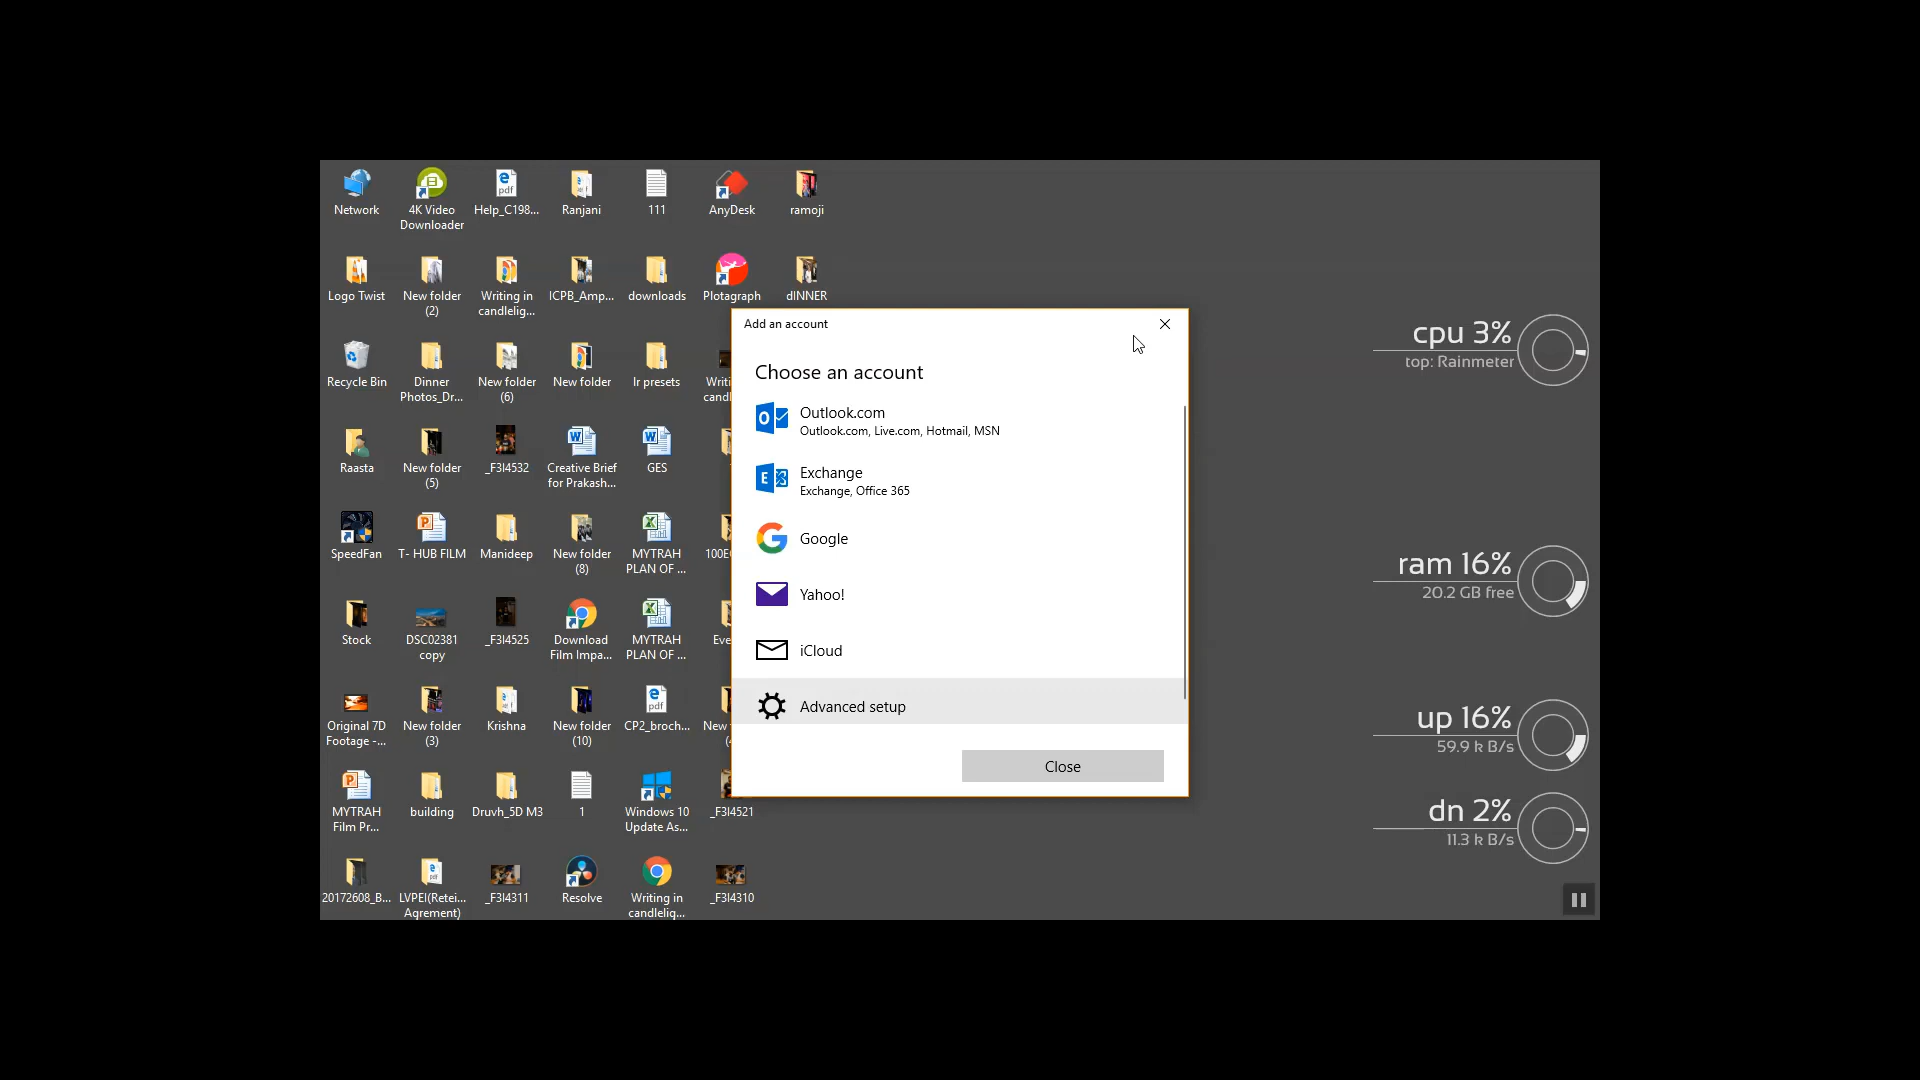 Network
4K Video
Downloader
Help_C198...
Ranjani
111
AnyDesk
ramoji
Logo Twist
New folder
(2)
Writing in
candlelig...
ICPB_Amp...
downloads
Plotagraph
dINNER
Recycle Bin
Dinner
Photos_Dr...
New folder
(6)
New folder
lr presets
Raasta
New folder
(5)
_F3I4532
Creative Brief
for Prakash...
GES
SpeedFan
T- HUB FILM
Manideep
New folder
(8)
MYTRAH
PLAN OF ...
Stock
DSC02381
copy
_F3I4525
Download
Film Impa...
MYTRAH
PLAN OF ...
Original 7D
Footage -...
New folder
(3)
Krishna
New folder
(10)
CP2_broch...
New
MYTRAH
Film Pr...
building
Druvh_5D M3
1
Windows 10
Update As...
_F3I4521
20172608_B...
LVPEI(Retei...
Agrement)
_F3I4311
Resolve
Writing in
candlelig...
_F3I4310
Add an account
Choose an account
Outlook.com
Outlook.com, Live.com, Hotmail, MSN
Exchange
Exchange, Office 365
Google
Yahoo!
iCloud
Advanced setup
Close
cpu 3%
top: Rainmeter
ram 16%
20.2 GB free
up 16%
59.9 k B/s
dn 2%
11.3 k B/s